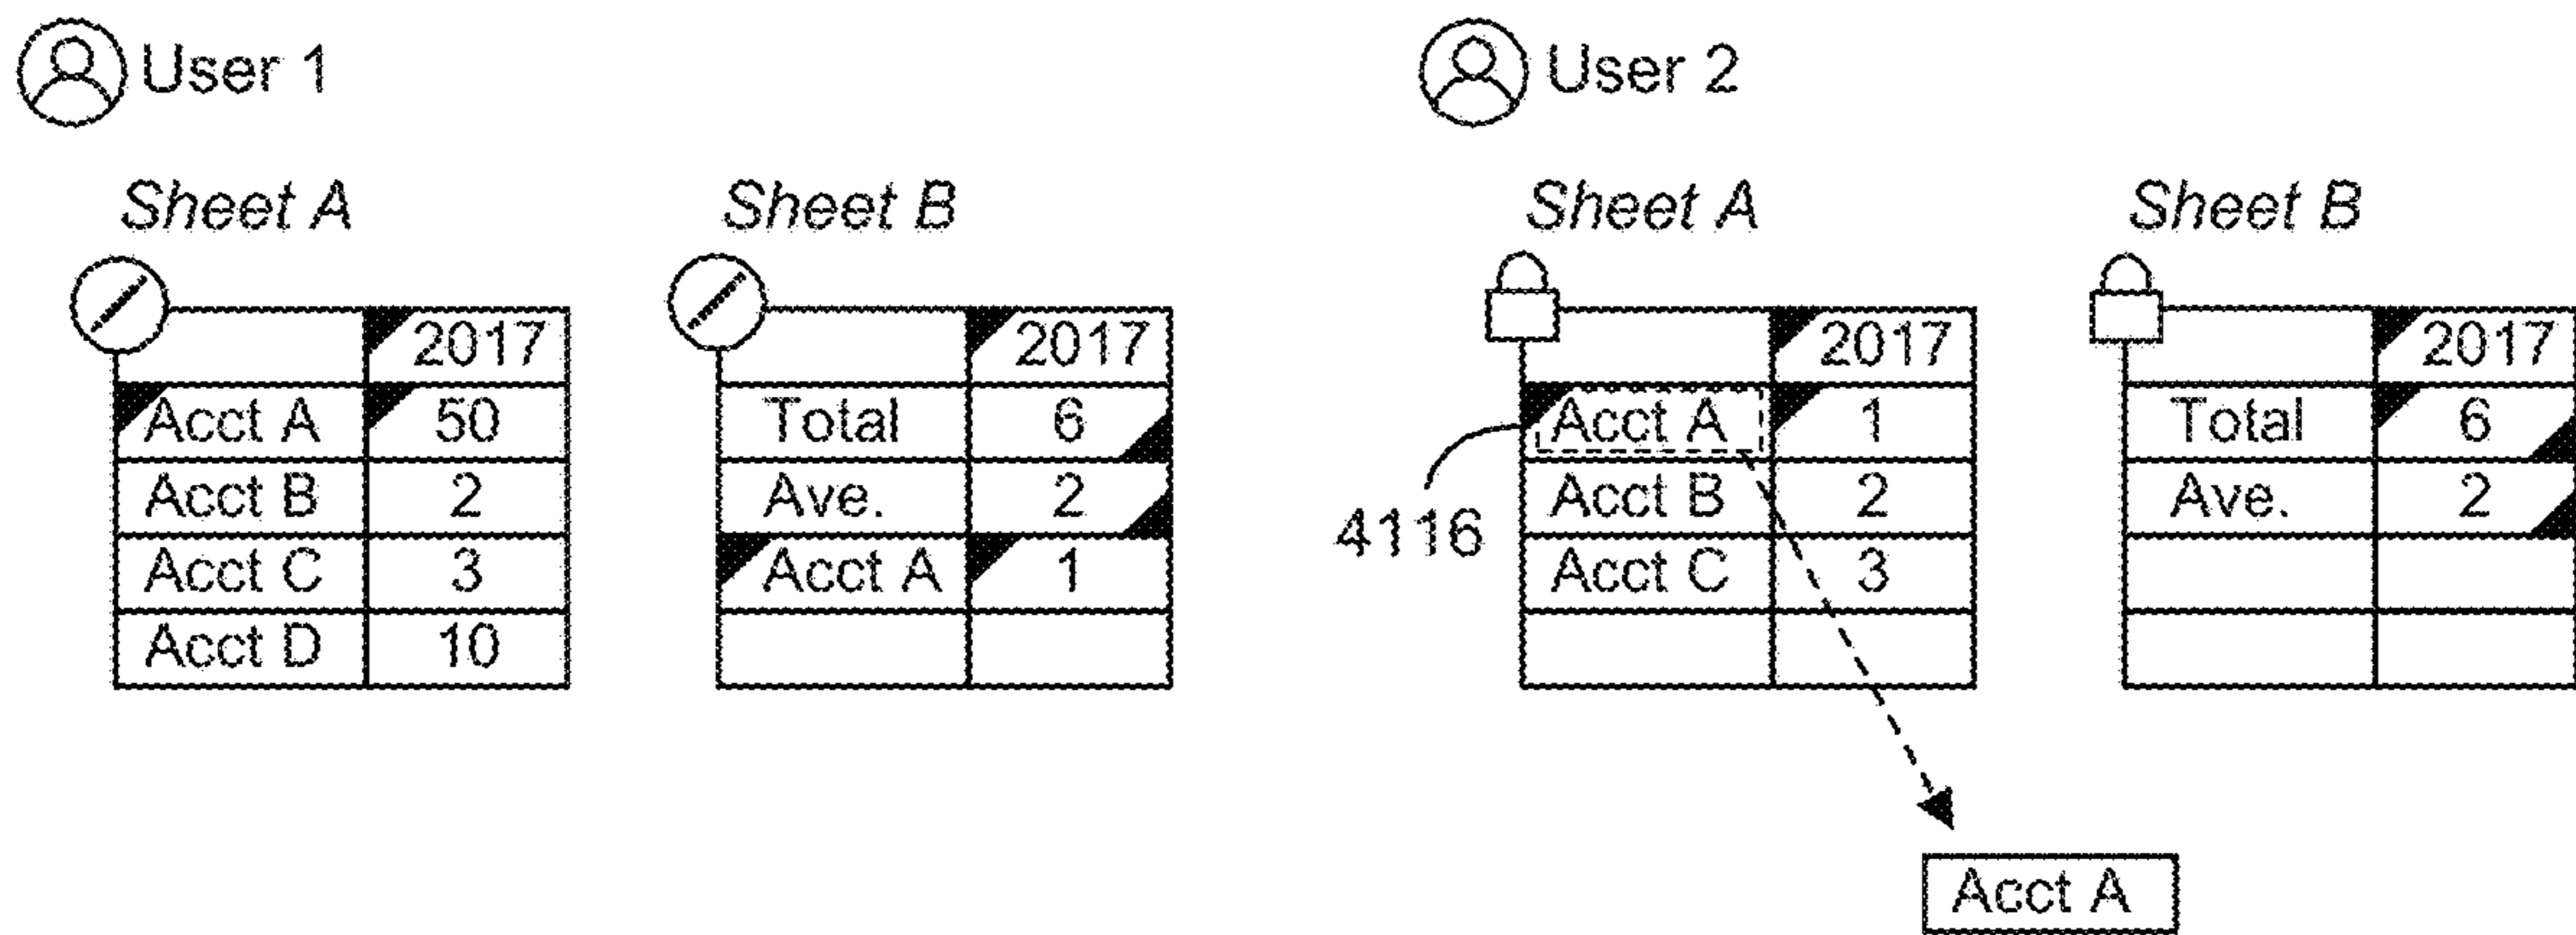 User 1
User 2
Sheet A
Sheet B
Sheet A
Sheet B
2017
2017
2017
2017
Acct A 50
Total 6
Acct A 1
Total 6
Acct B 2
Ave. 2
Acct B 2
Ave. 2
4116
Acct C 3
Acct A 1
Acct C 3
Acct D 10
Acct A